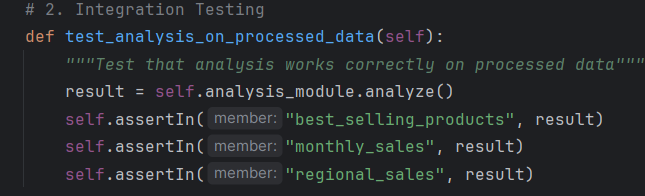 # 2. Integration Testing
def test_analysis_on_processed_data(self):
"""Test that analysis works correctly on processed data"""
result = self.analysis_module.analyze()
self.assertIn( member: "best_selling_products", result)
self.assertIn( member: "monthly_sales", result)
self.assertIn( member: "regional_sales", result)